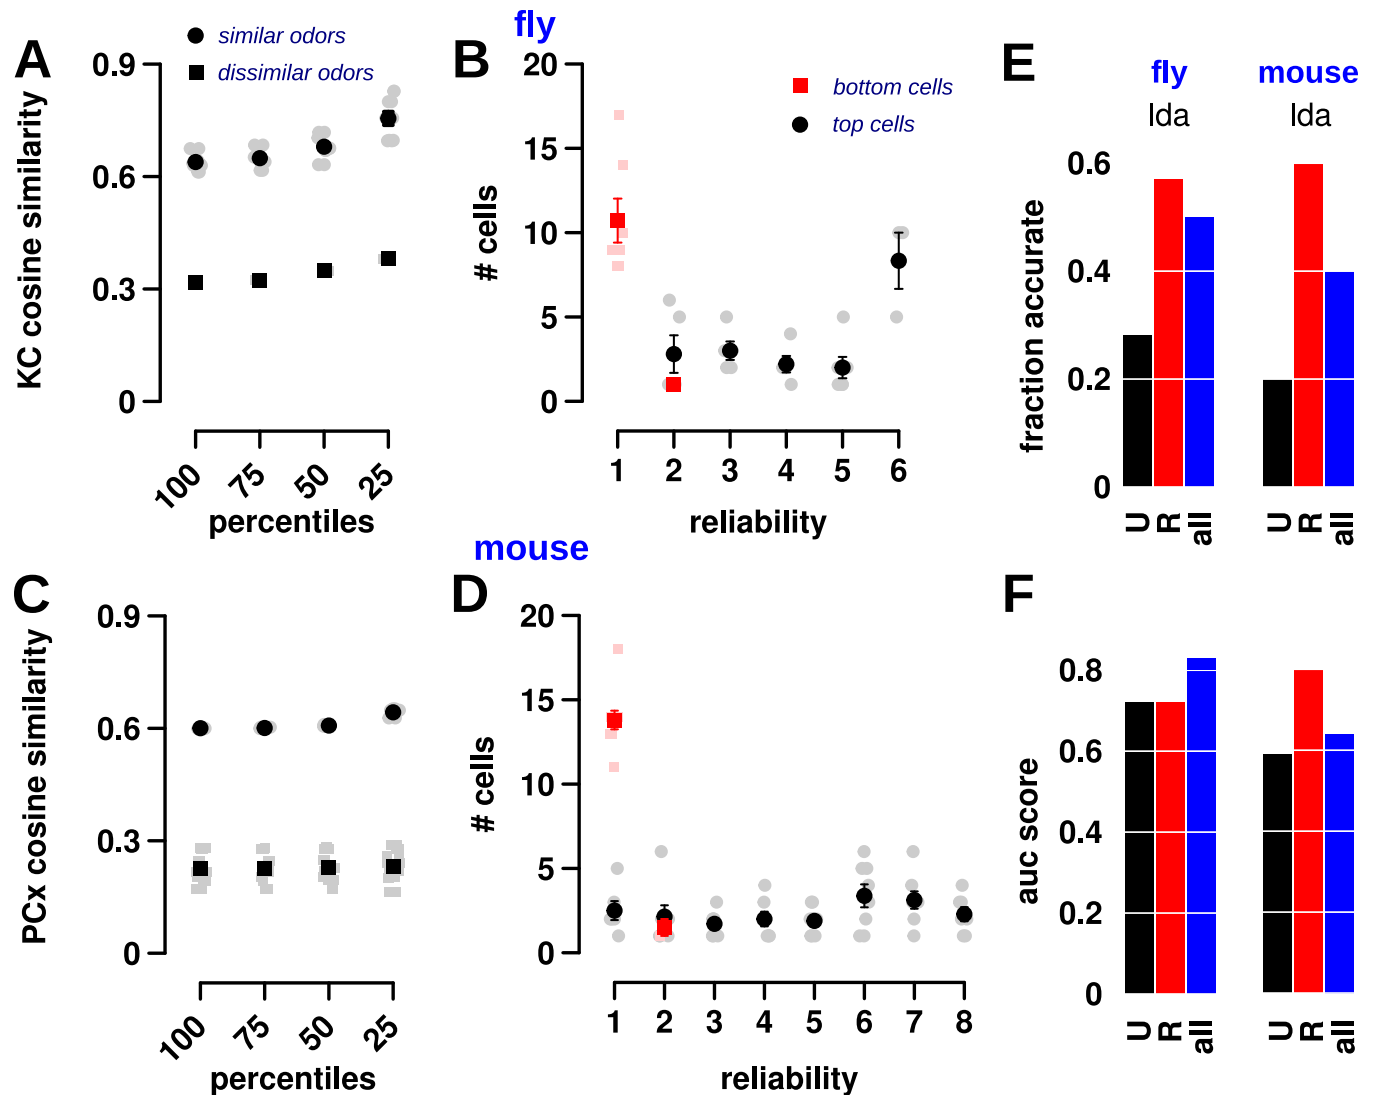 A
similar odors
dissimilar odors
KC cosine similarity
0.9
0.6
0.3
0
100
75
50
25
percentiles
fly
B
bottom cells
top cells
# cells
20
15
10
5
0
1 2 3 4 5 6
reliability
E
fly
mouse
lda
lda
fraction accurate
0.6
0.4
0.2
0
U
R
all
U
R
all
C
PCx cosine similarity
0.9
0.6
0.3
0
100
75
50
25
percentiles
mouse
D
# cells
20
15
10
5
0
1 2 3 4 5 6 7 8
reliability
F
auc score
0.8
0.6
0.4
0.2
0
U
R
all
U
R
all